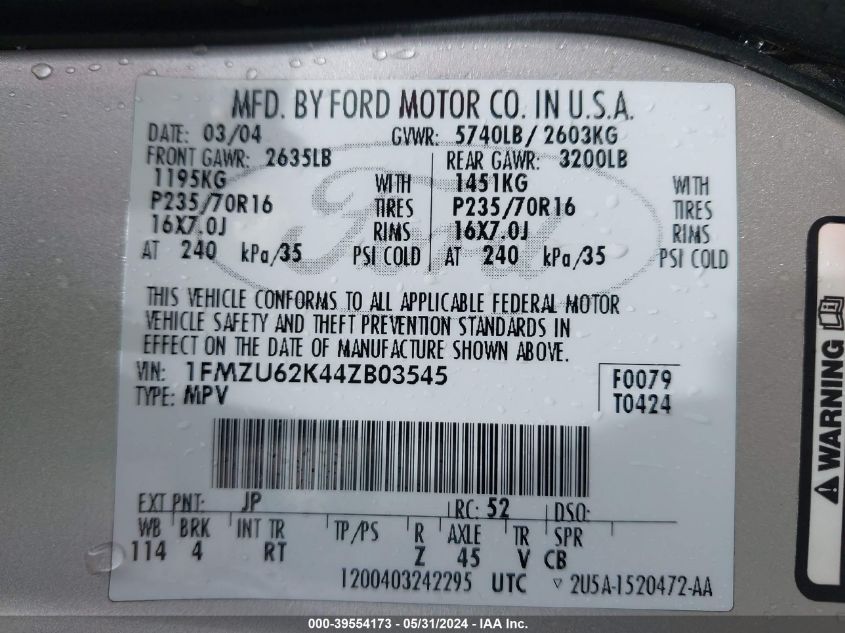 MFD. BY FORD MOTOR CO. IN U.S.A.
DATE: 03/04 GVWR: 5740LB/ 2603KG
FRONT GAWR: 2635LB REAR GAWR: 3200LB
1195KG WITH 1451KG WITH
P235/70R16 TIRES P235/70R16 TIRES
16X7.0J RIMS 16X7.0J RIMS
AT 240 kPa/35 PSI COLD AT 240 kPa/35 PSI COLD
Ford
THIS VEHICLE CONFORMS TO ALL APPLICABLE FEDERAL MOTOR
VEHICLE SAFETY AND THEFT PREVENTION STANDARDS IN
EFFECT ON THE DATE OF MANUFACTURE SHOWN ABOVE.
VIN: 1FMZU62K44ZB03545 F0079
TYPE: MPV T0424
EXT PNT: JP RC: 52 DSO:
WB BRK INT TR TP/PS R AXLE TR SPR
114 4 RT Z 45 V CB
1200403242295 UTC ▽ 2U5A-1520472-AA
WARNING
000-39554173 - 05/31/2024 - IAA, Inc.